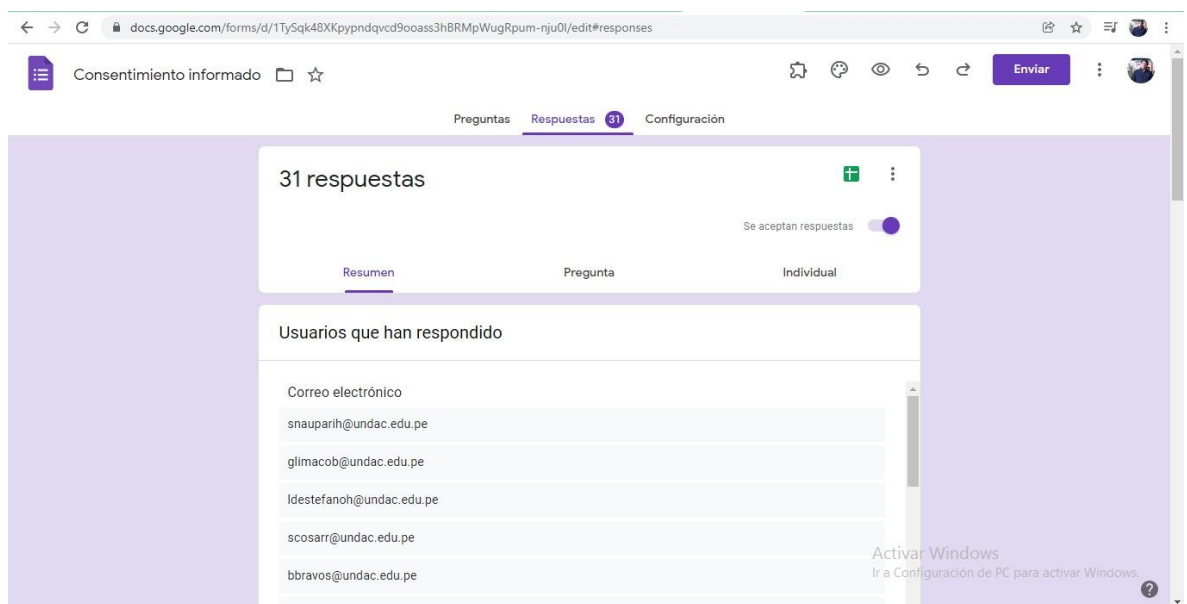 docs.google.com/forms/d/1TySqk48XKpypndqvcd9ooass3hBRMpWugRpum-nju0I/edit#responses
Consentimiento informado
Enviar
Preguntas Respuestas 31 Configuración
31 respuestas
Se aceptan respuestas
Resumen Pregunta Individual
Usuarios que han respondido
Correo electrónico
snauparih@undac.edu.pe
glimacob@undac.edu.pe
ldestefanoh@undac.edu.pe
scosarr@undac.edu.pe
bbravos@undac.edu.pe
Activar Windows
Ir a Configuración de PC para activar Windows.